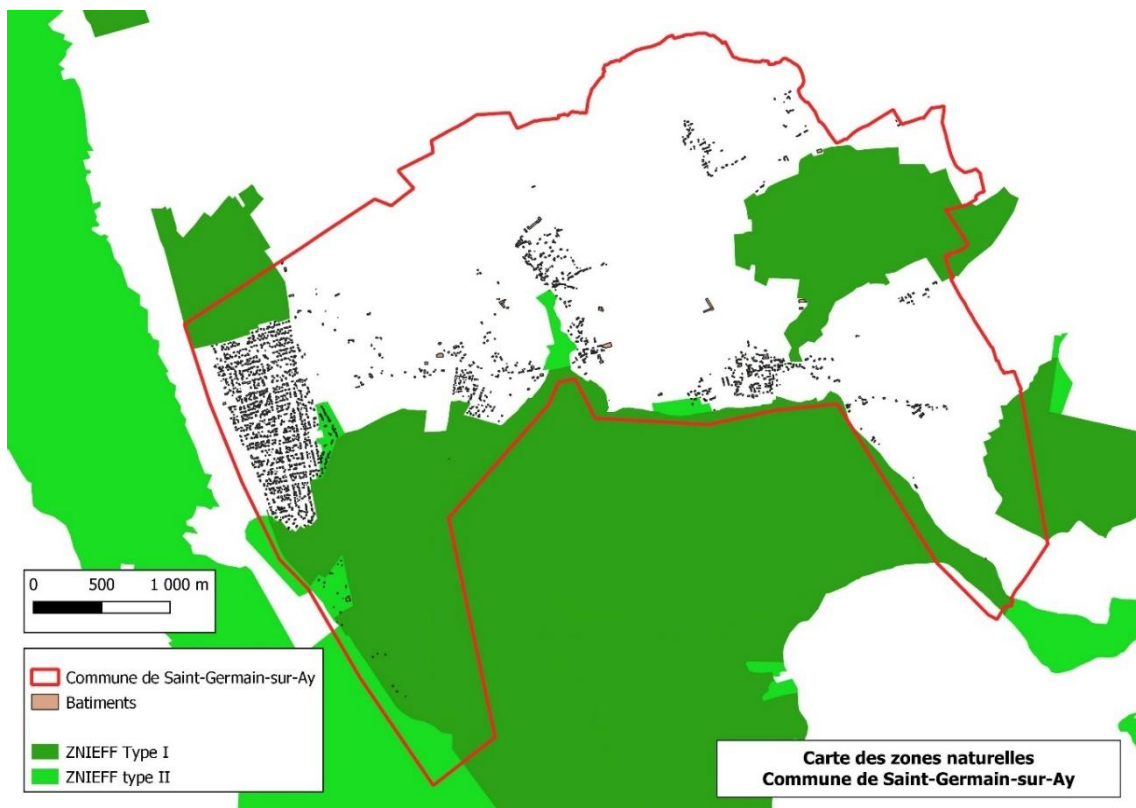 0 500 1 000 m
Commune de Saint-Germain-sur-Ay
Batiments
ZNIEFF Type I
ZNIEFF type II
Carte des zones naturelles
Commune de Saint-Germain-sur-Ay